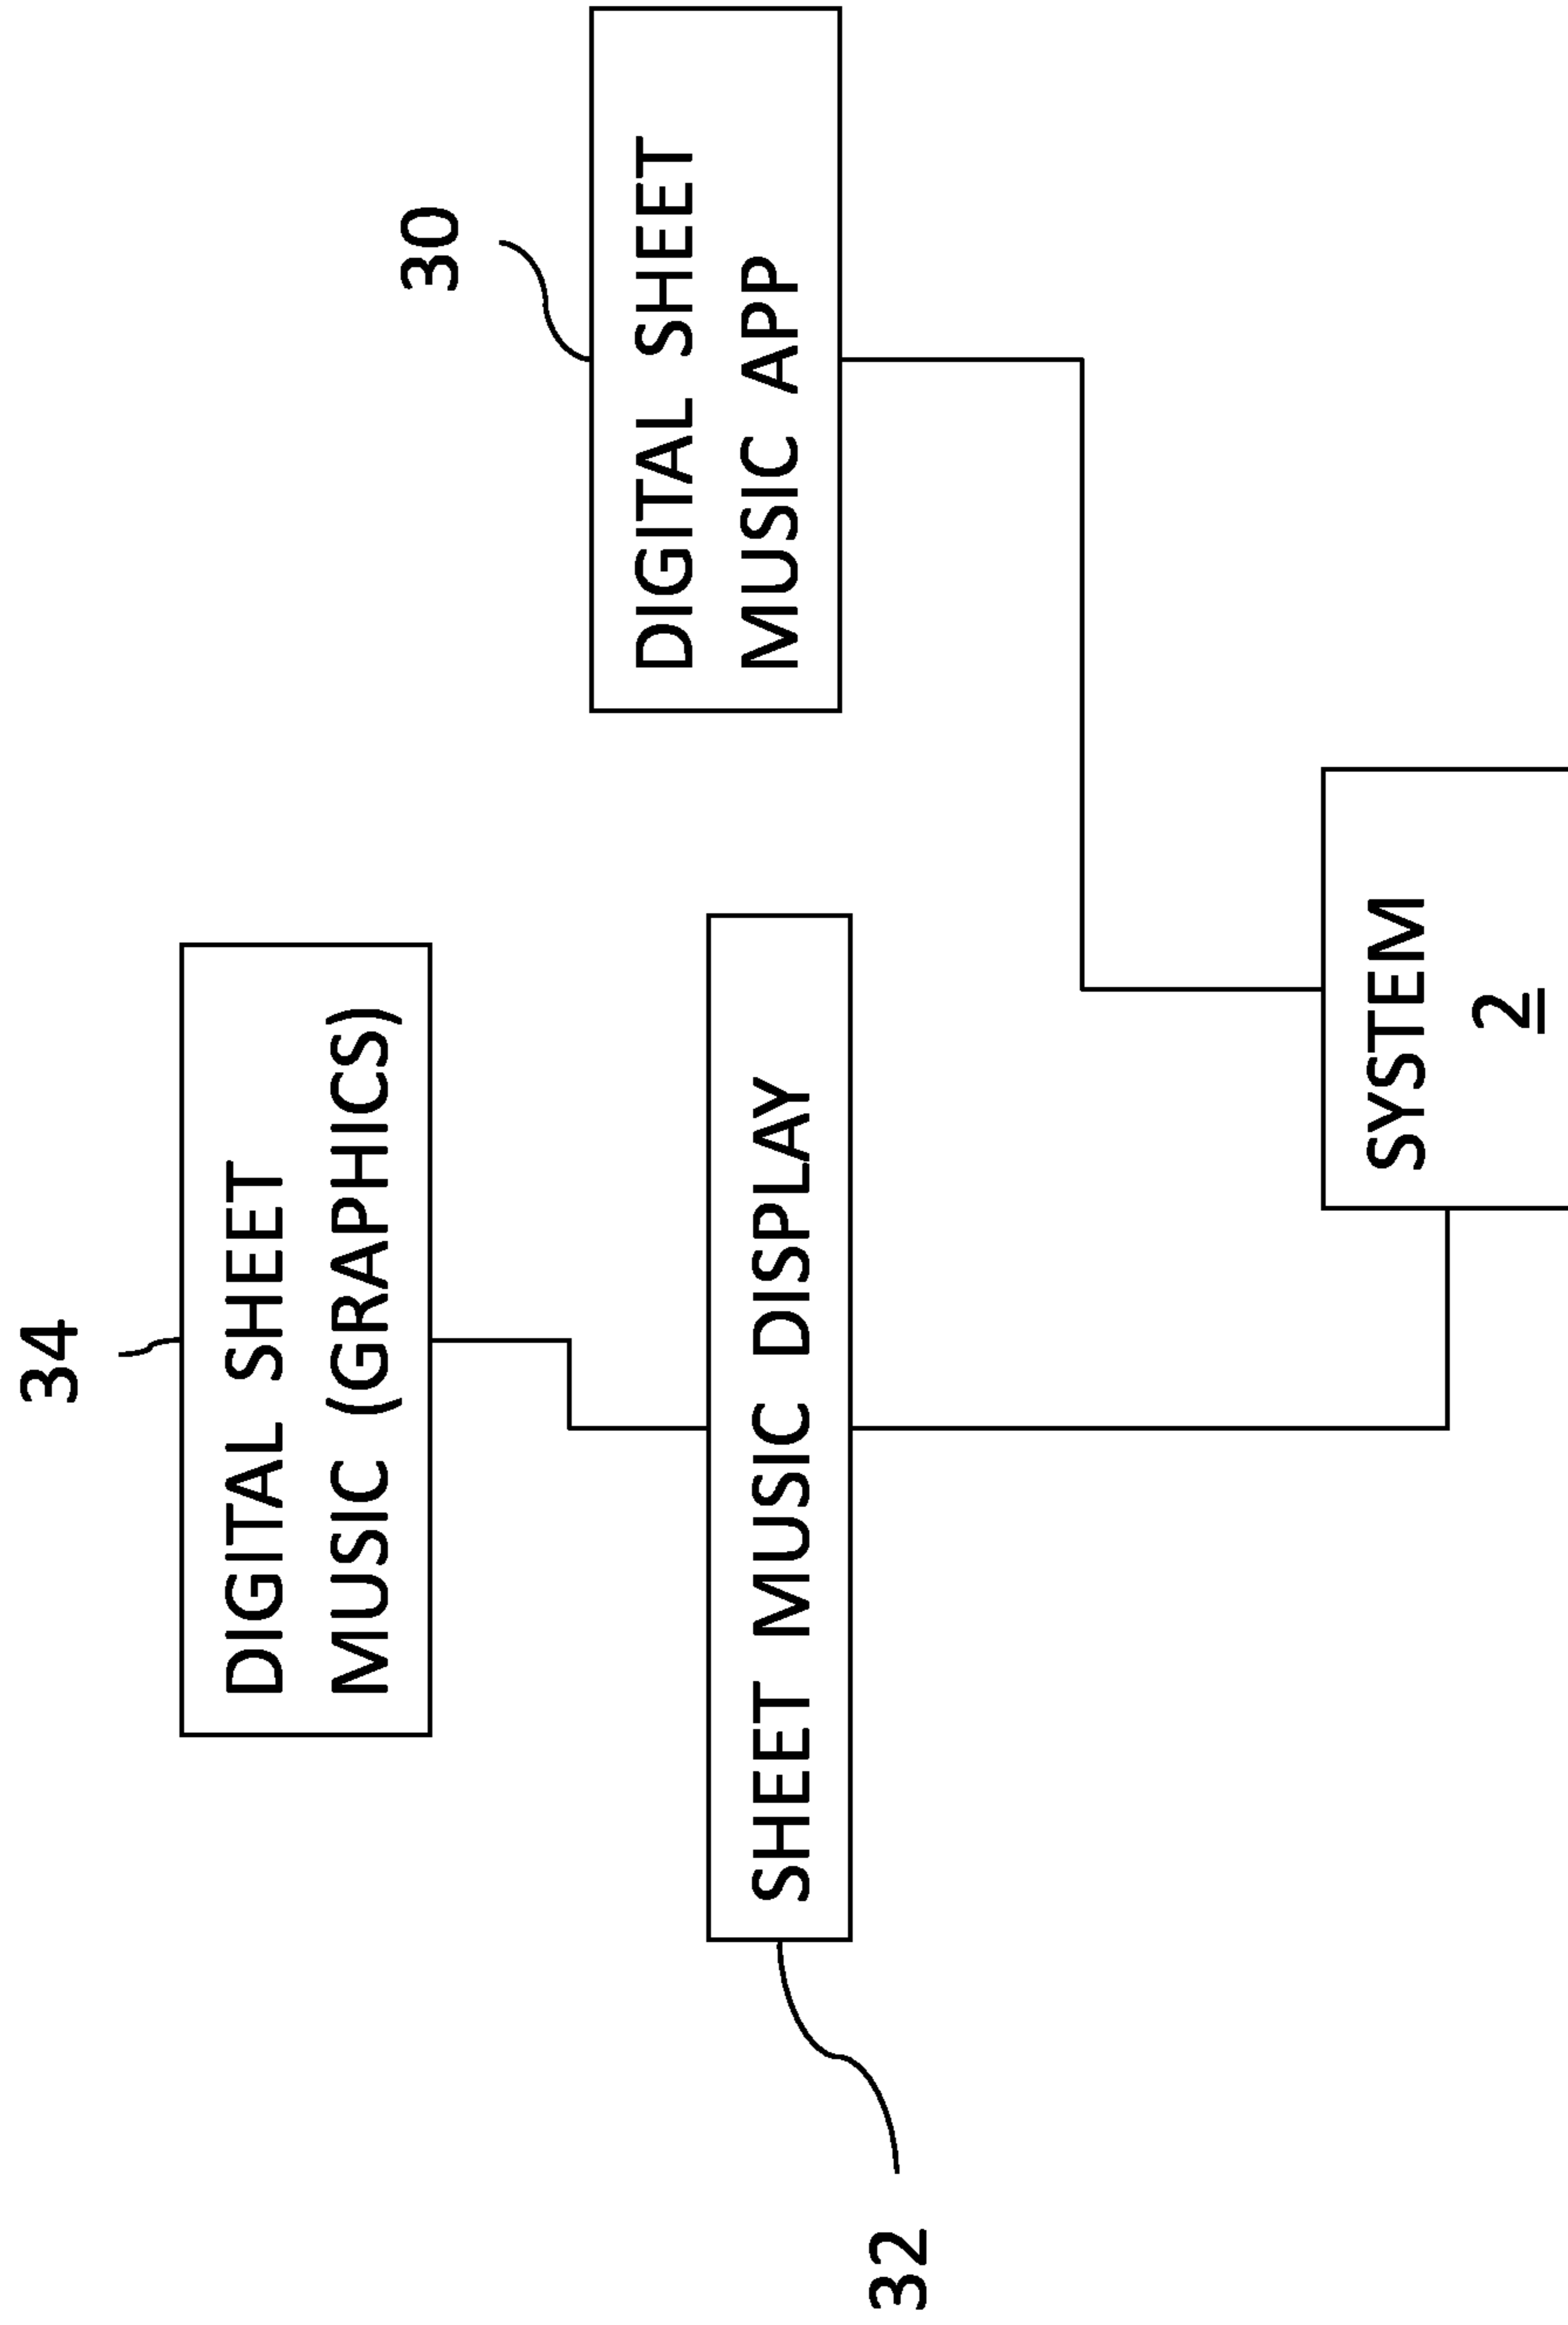 34
DIGITAL SHEET
MUSIC (GRAPHICS)
30
DIGITAL SHEET
MUSIC APP
32
SHEET MUSIC DISPLAY
SYSTEM
2